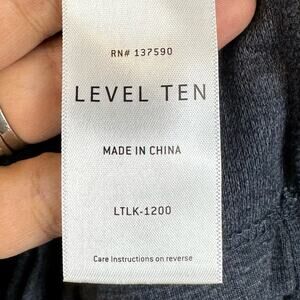 RN# 137590
LEVEL TEN
MADE IN CHINA
LTLK-1200
Care Instructions on reverse